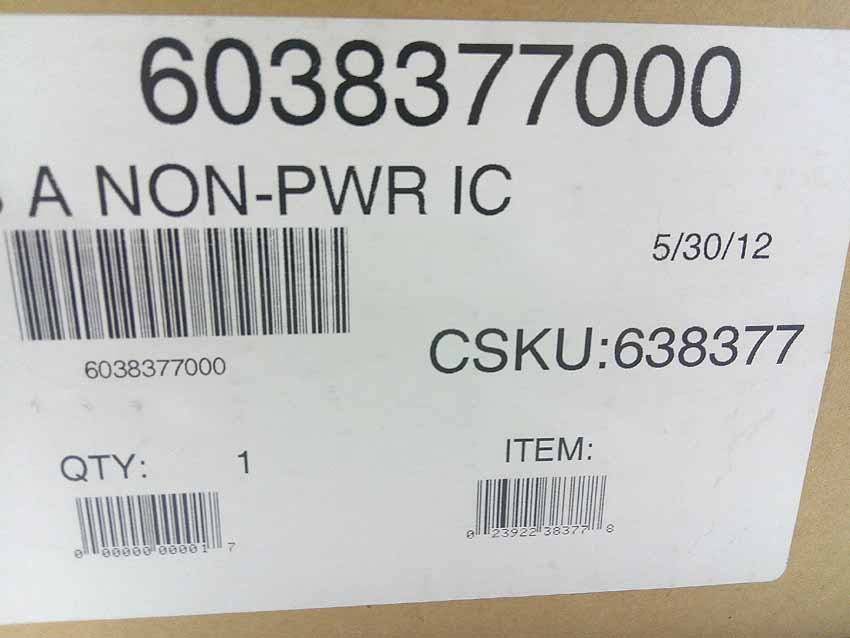 6038377000
A NON-PWR IC
5/30/12
6038377000
CSKU:638377
QTY: 1
ITEM:
0 00000 00001 7
0 23922 38377 8